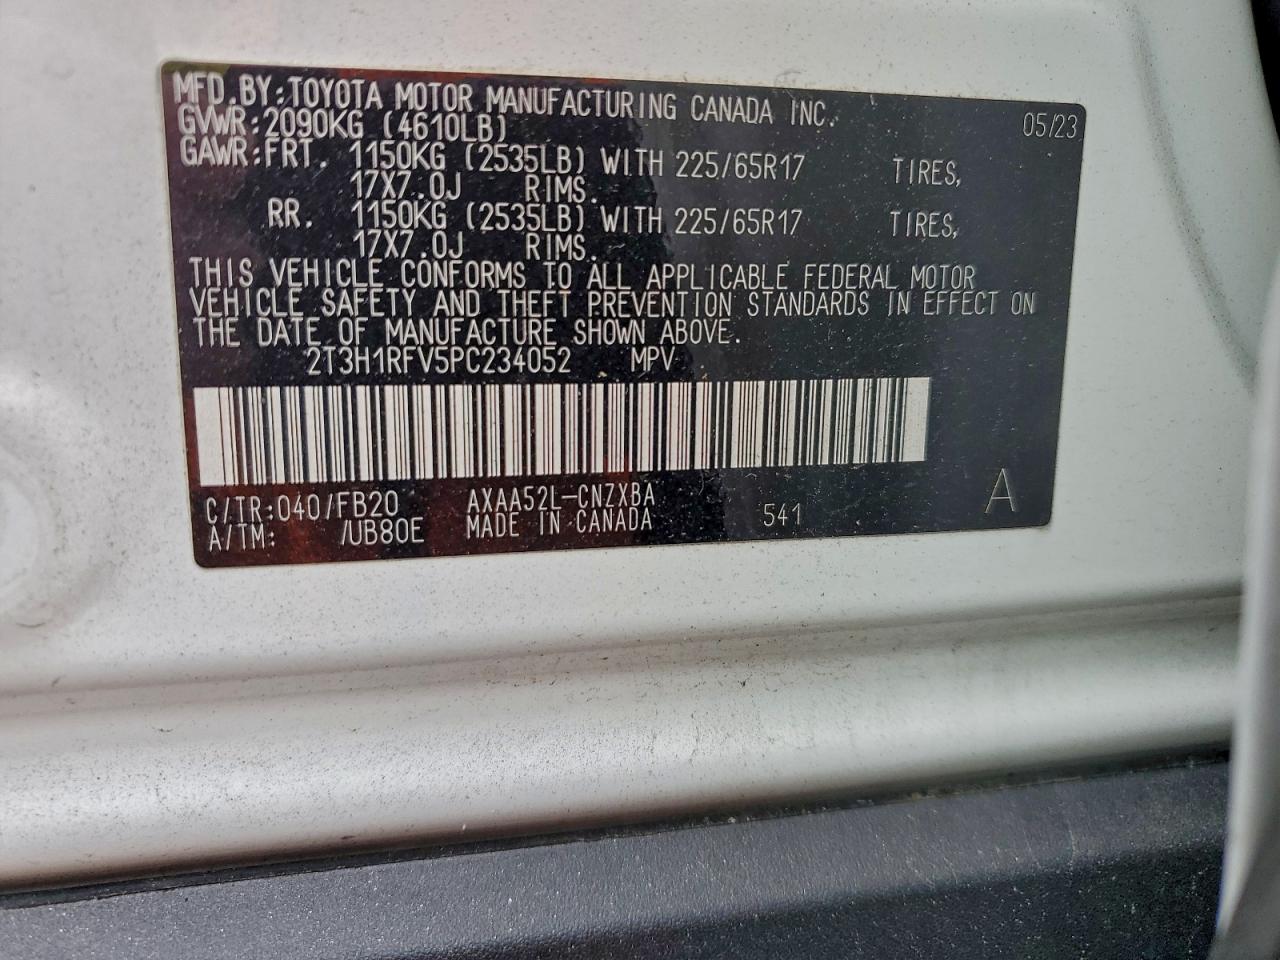 MFD.BY:TOYOTA MOTOR MANUFACTURING CANADA INC.
05/23
GVWR:2090KG (4610LB)
GAWR:FRT. 1150KG (2535LB) WITH 225/65R17 TIRES,
17X7.0J RIMS.
RR. 1150KG (2535LB) WITH 225/65R17 TIRES,
17X7.0J RIMS.
THIS VEHICLE CONFORMS TO ALL APPLICABLE FEDERAL MOTOR
VEHICLE SAFETY AND THEFT PREVENTION STANDARDS IN EFFECT ON
THE DATE OF MANUFACTURE SHOWN ABOVE.
2T3H1RFV5PC234052 MPV
C/TR:040/FB20 AXAA52L-CNZXBA
A/TM: /UB80E MADE IN CANADA 541 A